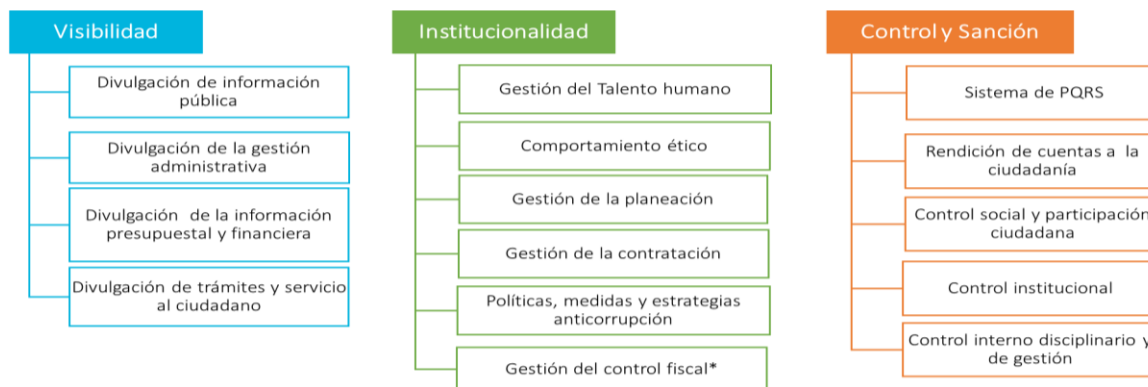 Visibilidad
Divulgación de información
pública
Divulgación de la gestión
administrativa
Divulgación de la información
presupuestal y financiera
Divulgación de trámites y servicio
al ciudadano
Institucionalidad
Gestión del Talento humano
Comportamiento ético
Gestión de la planeación
Gestión de la contratación
Políticas, medidas y estrategias
anticorrupción
Gestión del control fiscal*
Control y Sanción
Sistema de PQRS
Rendición de cuentas a la
ciudadanía
Control social y participación
ciudadana
Control institucional
Control interno disciplinario y
de gestión